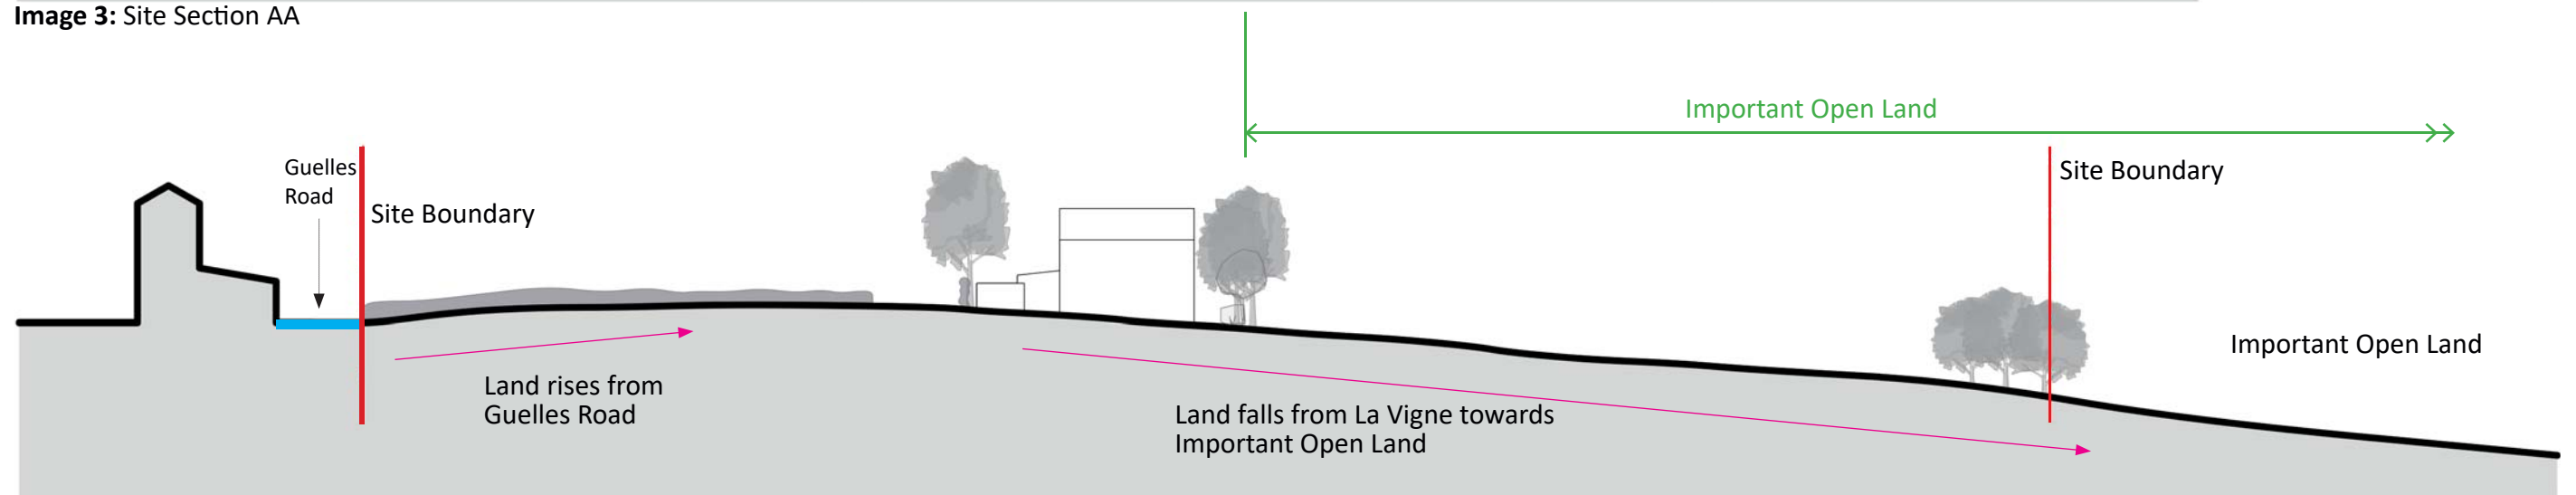 Image 3: Site Section AA
Important Open Land
Guelles
Road
Site Boundary
Site Boundary
Important Open Land
Land rises from
Guelles Road
Land falls from La Vigne towards
Important Open Land